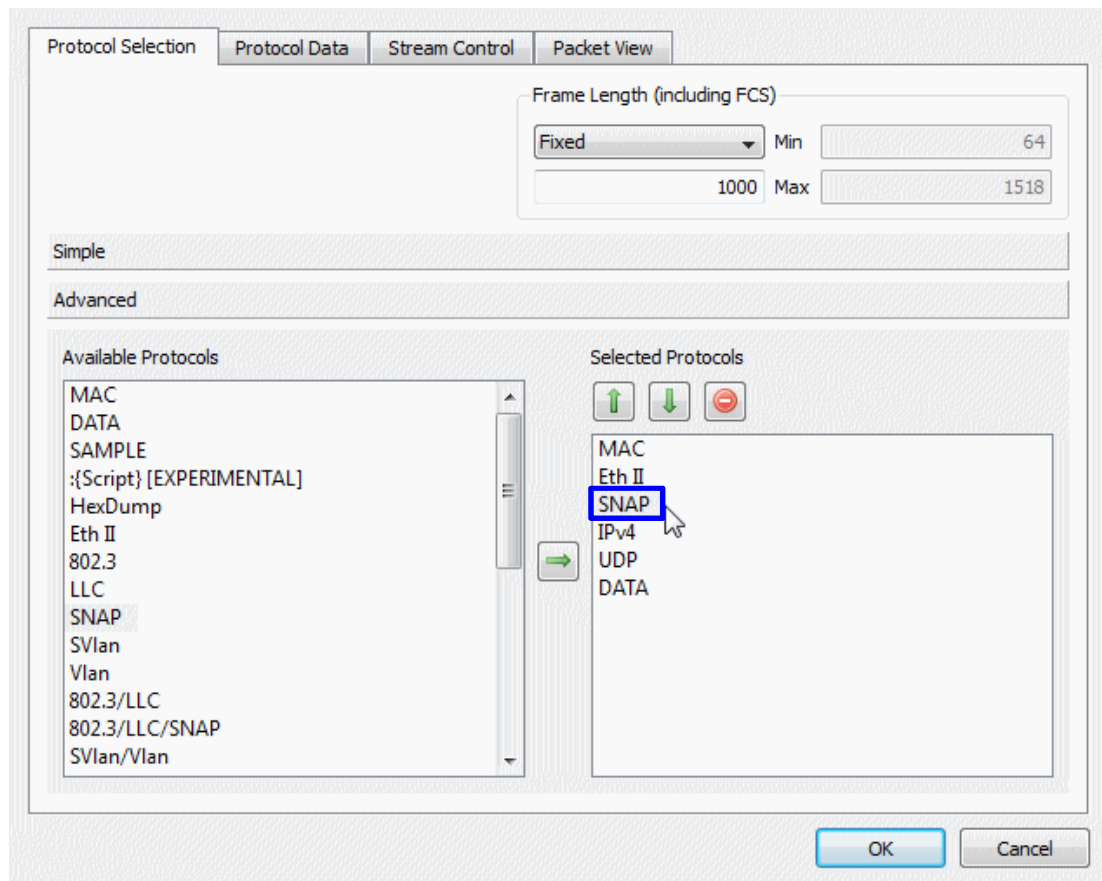 Protocol Selection Protocol Data Stream Control Packet View
Frame Length (including FCS)
Fixed Min 64
1000 Max 1518
Simple
Advanced
Available Protocols
MAC
DATA
SAMPLE
:{Script} [EXPERIMENTAL]
HexDump
Eth II
802.3
LLC
SNAP
SVlan
Vlan
802.3/LLC
802.3/LLC/SNAP
SVlan/Vlan
Selected Protocols
MAC
Eth II
SNAP
IPv4
UDP
DATA
OK Cancel